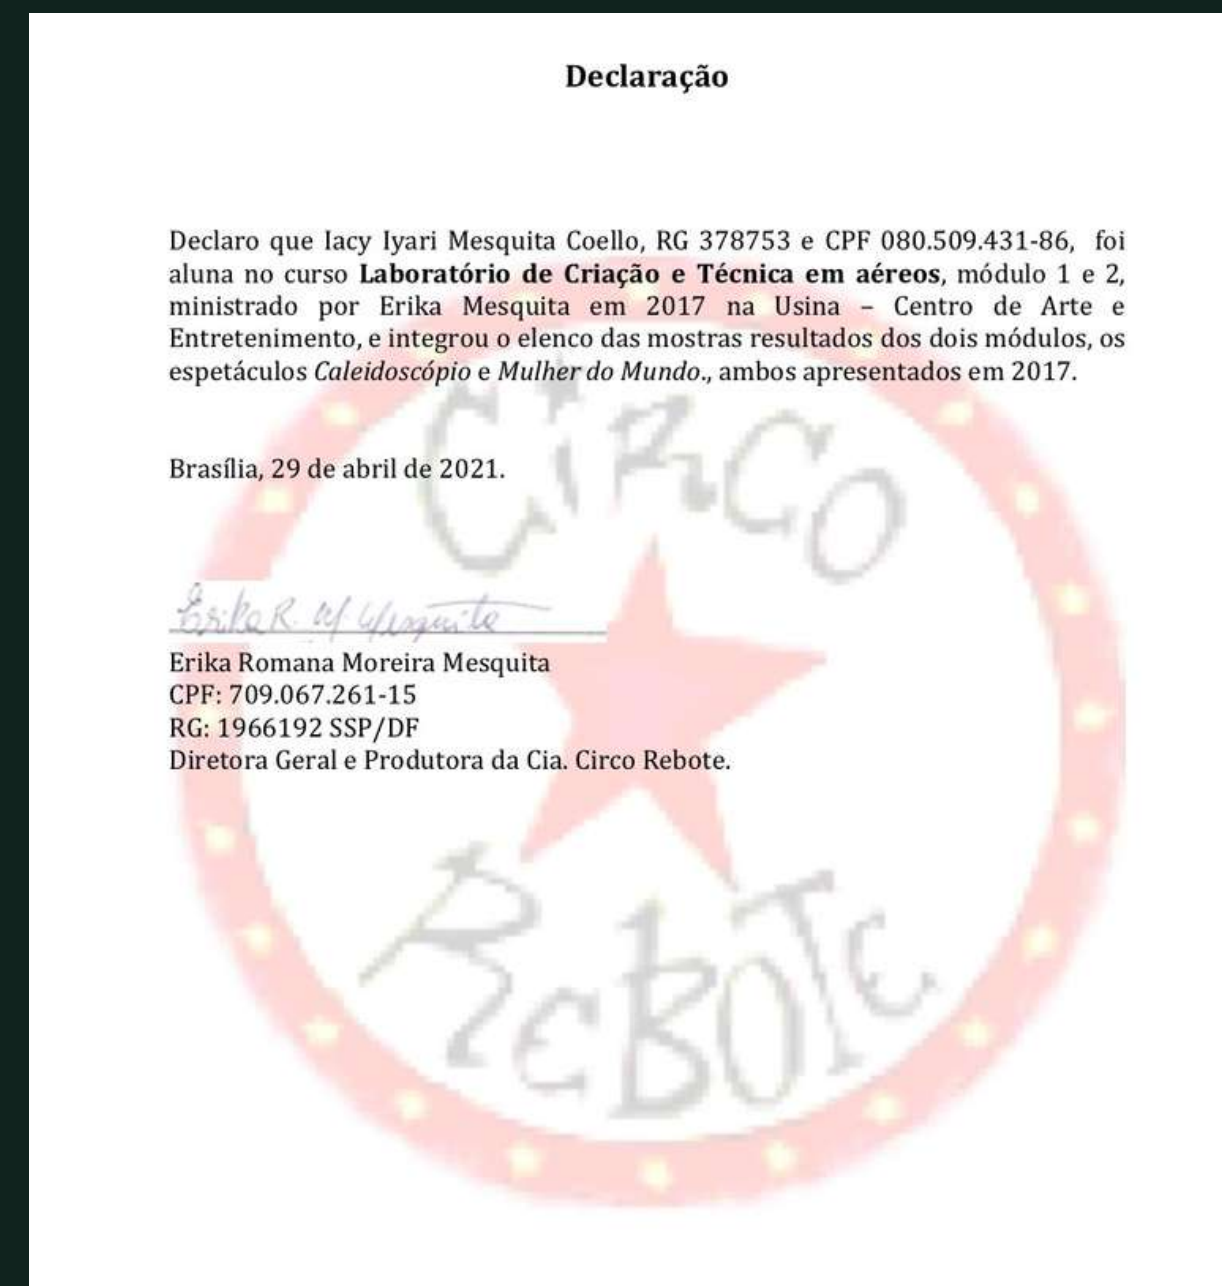 Declaração
Declaro que Iacy Iyari Mesquita Coello, RG 378753 e CPF 080.509.431-86, foi
aluna no curso Laboratório de Criação e Técnica em aéreos, módulo 1 e 2,
ministrado por Erika Mesquita em 2017 na Usina – Centro de Arte e
Entretenimento, e integrou o elenco das mostras resultados dos dois módulos, os
espetáculos Caleidoscópio e Mulher do Mundo., ambos apresentados em 2017.
CIRCO
Brasília, 29 de abril de 2021.
Erika R. M Mesquita
Erika Romana Moreira Mesquita
CPF: 709.067.261-15
RG: 1966192 SSP/DF
Diretora Geral e Produtora da Cia. Circo Rebote.
REBOTE